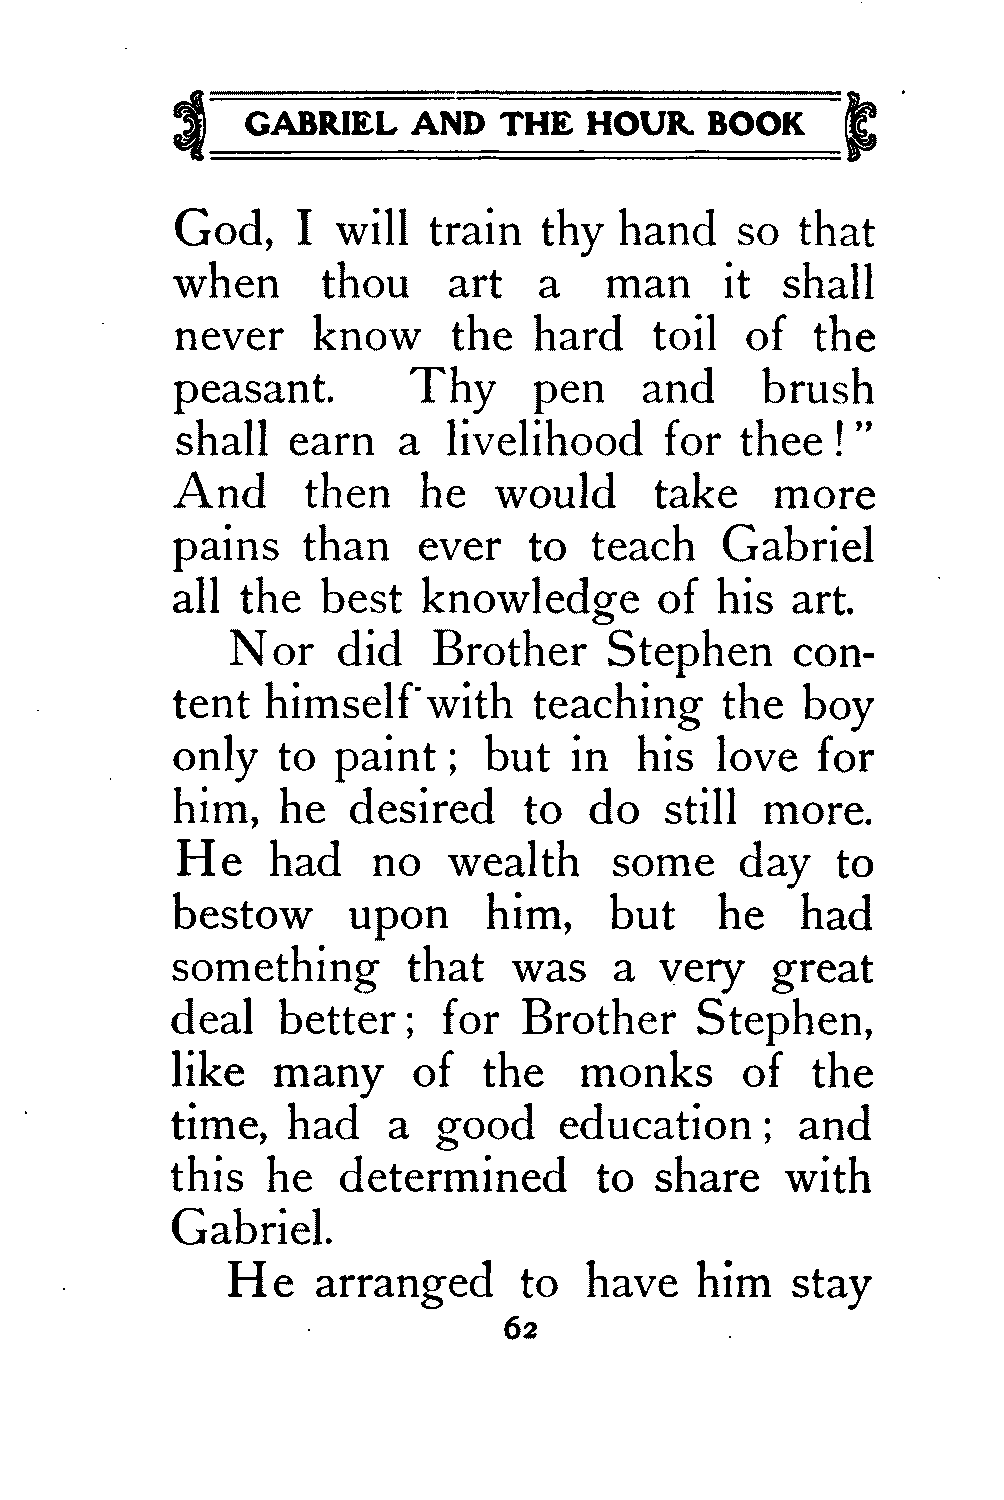 GABRIEL AND THE HOUR BOOK
God, I will train thy hand so that
when thou art a man it shall
never know the hard toil of the
peasant. Thy pen and brush
shall earn a livelihood for thee!"
And then he would take more
pains than ever to teach Gabriel
all the best knowledge of his art.
Nor did Brother Stephen con-
tent himself with teaching the boy
only to paint; but in his love for
him, he desired to do still more.
He had no wealth some day to
bestow upon him, but he had
something that was a very great
deal better; for Brother Stephen,
like many of the monks of the
time, had a good education; and
this he determined to share with
Gabriel.
He arranged to have him stay
62